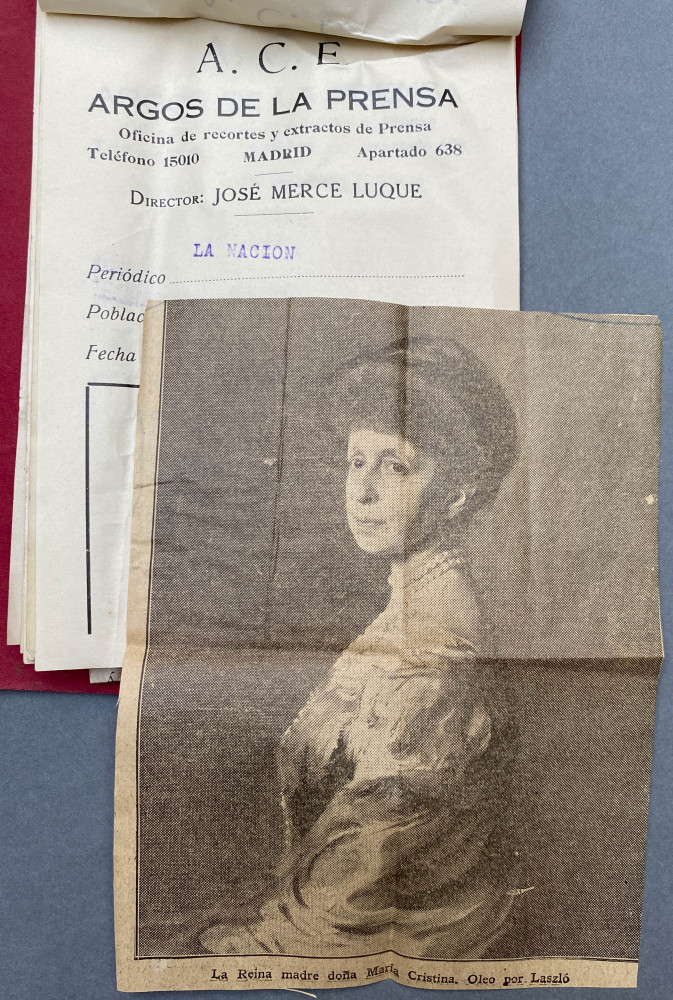 A. C. E
ARGOS DE LA PRENSA
Oficina de recortes y extractos de Prensa
Teléfono 15010 MADRID Apartado 638
DIRECTOR: JOSÉ MERCE LUQUE
LA NACION
Periódico
Poblac
Fecha
La Reina madre doña María Cristina. Oleo por Laszló